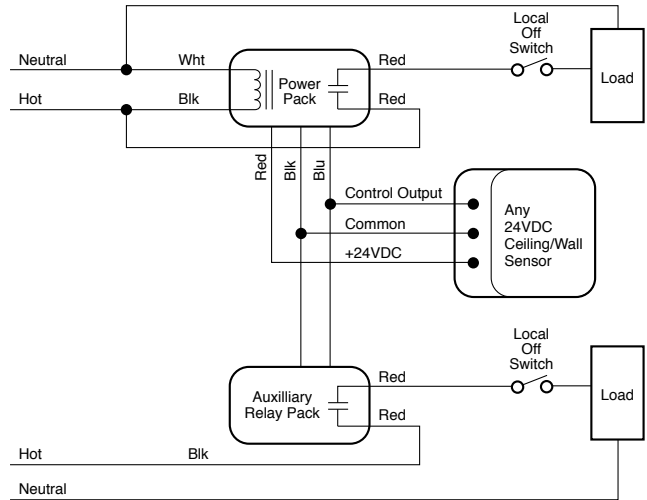 Local
Off
Switch
Neutral
Wht
Red
Power
Pack
Load
Hot
Blk
Red
Red
Blk
Blu
Control Output
Common
+24VDC
Any
24VDC
Ceiling/Wall
Sensor
Local
Off
Switch
Red
Auxilliary
Relay Pack
Load
Red
Hot
Blk
Neutral